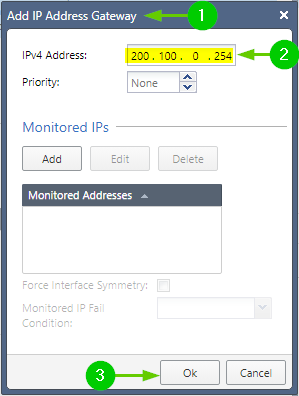 Add IP Address Gateway 1 ×
IPv4 Address: 200 . 100 . 0 . 254 2
Priority: None
Monitored IPs
Add Edit Delete
Monitored Addresses
Force Interface Symmetry:
Monitored IP Fail
Condition:
3 Ok Cancel